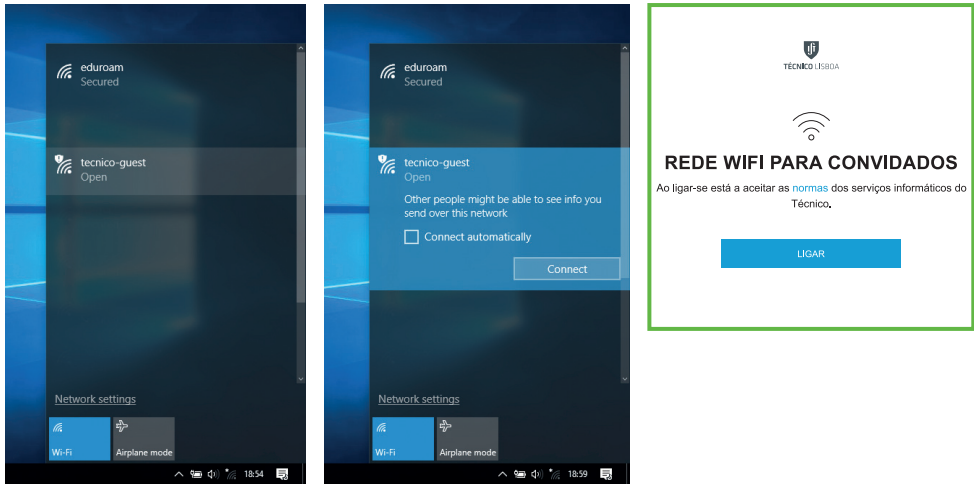 eduroam
Secured
tecnico-guest
Open
Network settings
Wi-Fi
Airplane mode
18:54
eduroam
Secured
tecnico-guest
Open
Other people might be able to see info you
send over this network
Connect automatically
Connect
Network settings
Wi-Fi
Airplane mode
18:59
TÉCNICO LISBOA
REDE WIFI PARA CONVIDADOS
Ao ligar-se está a aceitar as normas dos serviços informáticos do
Técnico.
LIGAR